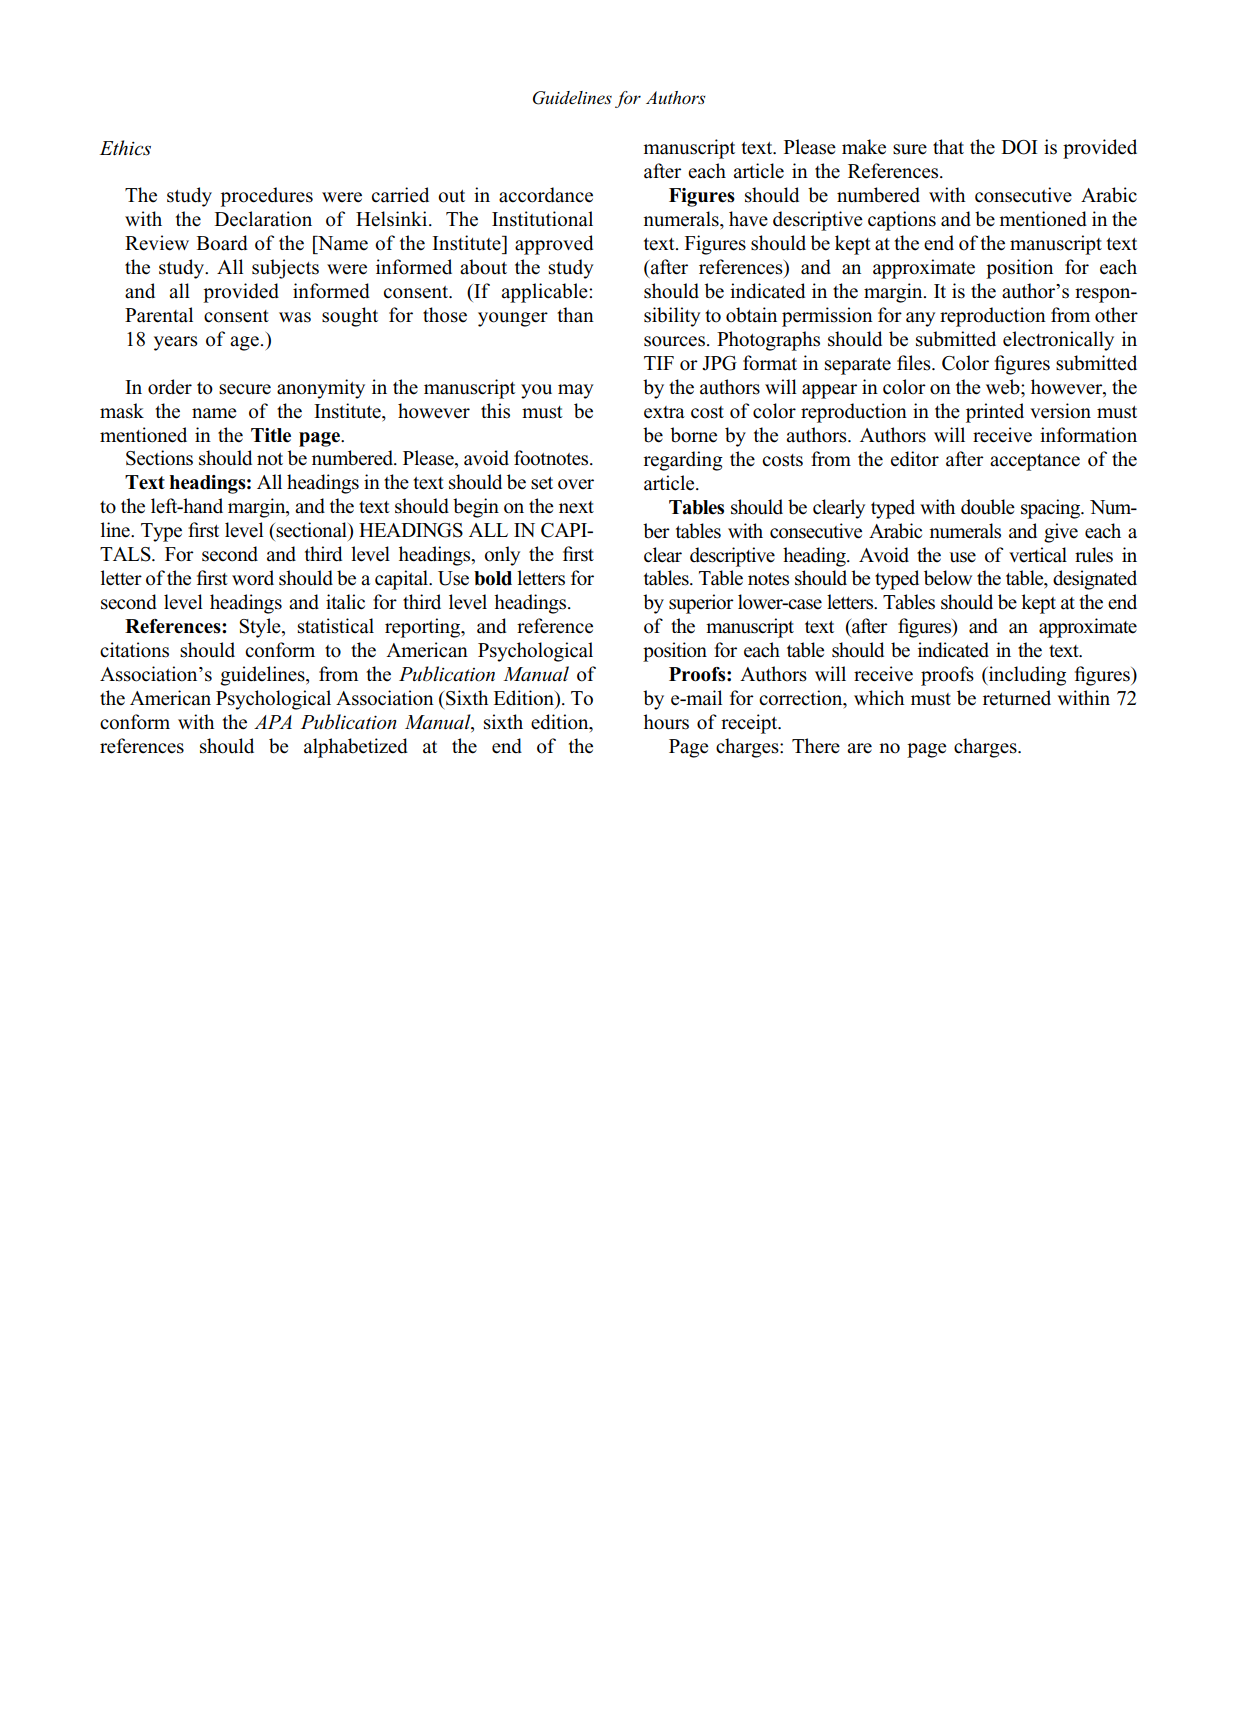 Guidelines for Authors
Ethics
The study procedures were carried out in accordance
with the Declaration of Helsinki. The Institutional
Review Board of the [Name of the Institute] approved
the study. All subjects were informed about the study
and all provided informed consent. (If applicable:
Parental consent was sought for those younger than
18 years of age.)
In order to secure anonymity in the manuscript you may
mask the name of the Institute, however this must be
mentioned in the Title page.
Sections should not be numbered. Please, avoid footnotes.
Text headings: All headings in the text should be set over
to the left-hand margin, and the text should begin on the next
line. Type first level (sectional) HEADINGS ALL IN CAPI-
TALS. For second and third level headings, only the first
letter of the first word should be a capital. Use bold letters for
second level headings and italic for third level headings.
References: Style, statistical reporting, and reference
citations should conform to the American Psychological
Association's guidelines, from the Publication Manual of
the American Psychological Association (Sixth Edition). To
conform with the APA Publication Manual, sixth edition,
references should be alphabetized at the end of the
manuscript text. Please make sure that the DOI is provided
after each article in the References.
Figures should be numbered with consecutive Arabic
numerals, have descriptive captions and be mentioned in the
text. Figures should be kept at the end of the manuscript text
(after references) and an approximate position for each
should be indicated in the margin. It is the author's respon-
sibility to obtain permission for any reproduction from other
sources. Photographs should be submitted electronically in
TIF or JPG format in separate files. Color figures submitted
by the authors will appear in color on the web; however, the
extra cost of color reproduction in the printed version must
be borne by the authors. Authors will receive information
regarding the costs from the editor after acceptance of the
article.
Tables should be clearly typed with double spacing. Num-
ber tables with consecutive Arabic numerals and give each a
clear descriptive heading. Avoid the use of vertical rules in
tables. Table notes should be typed below the table, designated
by superior lower-case letters. Tables should be kept at the end
of the manuscript text (after figures) and an approximate
position for each table should be indicated in the text.
Proofs: Authors will receive proofs (including figures)
by e-mail for correction, which must be returned within 72
hours of receipt.
Page charges: There are no page charges.